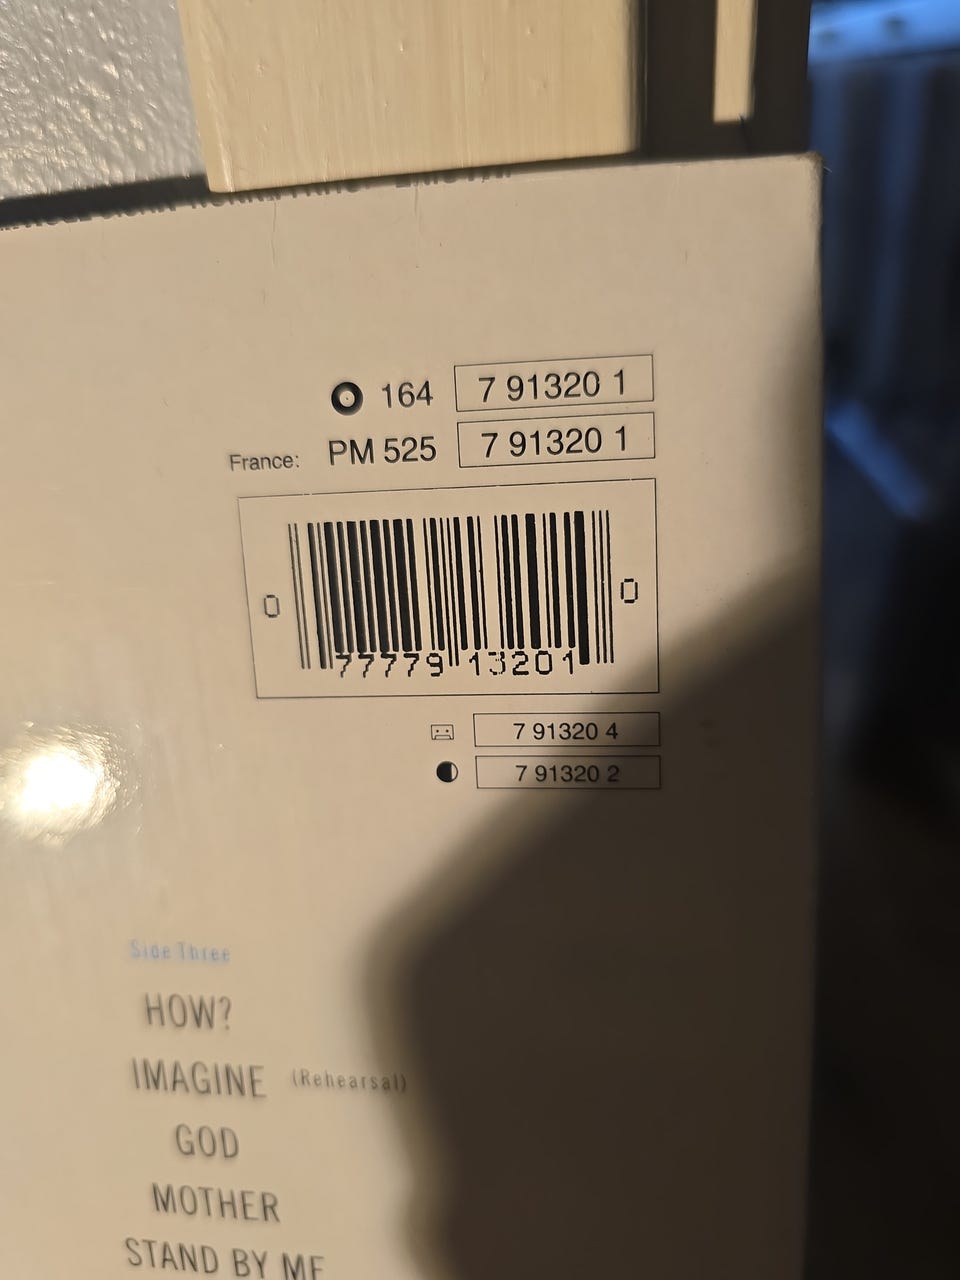 164 7 91320 1
France: PM 525 7 91320 1
0 77779 13201 0
7 91320 4
7 91320 2
Side Three
HOW?
IMAGINE (Rehearsal)
GOD
MOTHER
STAND BY ME